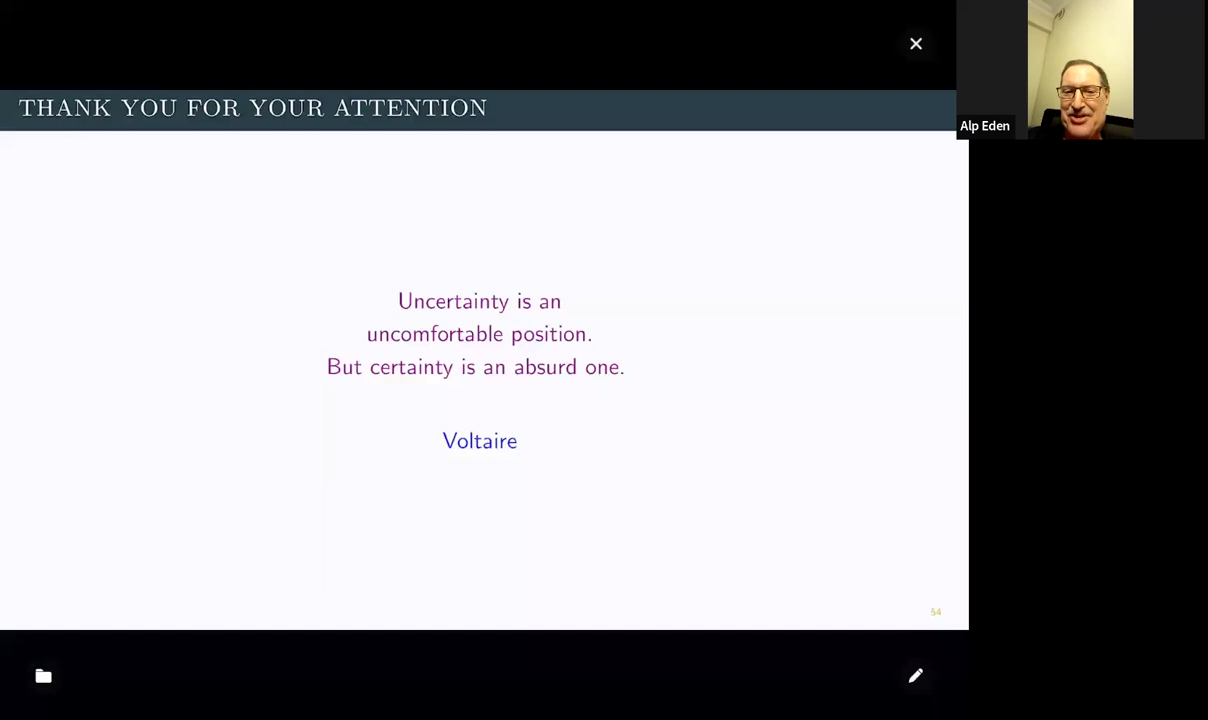 THANK YOU FOR YOUR ATTENTION
Alp Eden
Uncertainty is an
uncomfortable position.
But certainty is an absurd one.
Voltaire
54